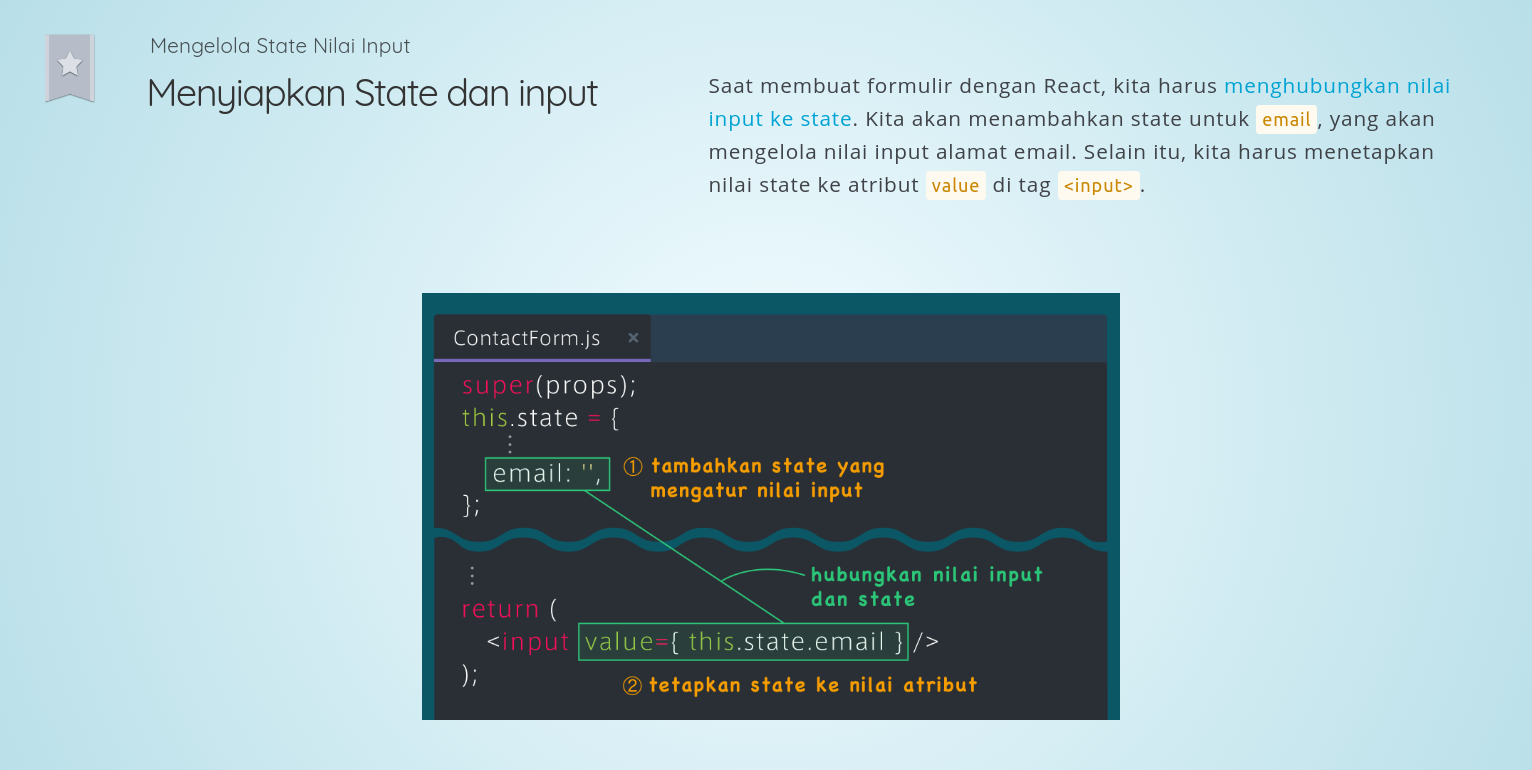 Mengelola State Nilai Input
Menyiapkan State dan input
Saat membuat formulir dengan React, kita harus menghubungkan nilai
input ke state. Kita akan menambahkan state untuk email, yang akan
mengelola nilai input alamat email. Selain itu, kita harus menetapkan
nilai state ke atribut value di tag <input>.
ContactForm.js ×
super(props);
this.state = {
⋮
email: '',
① tambahkan state yang
mengatur nilai input
};
⋮
hubungkan nilai input
dan state
return (
<input value={ this.state.email } />
);
② tetapkan state ke nilai atribut